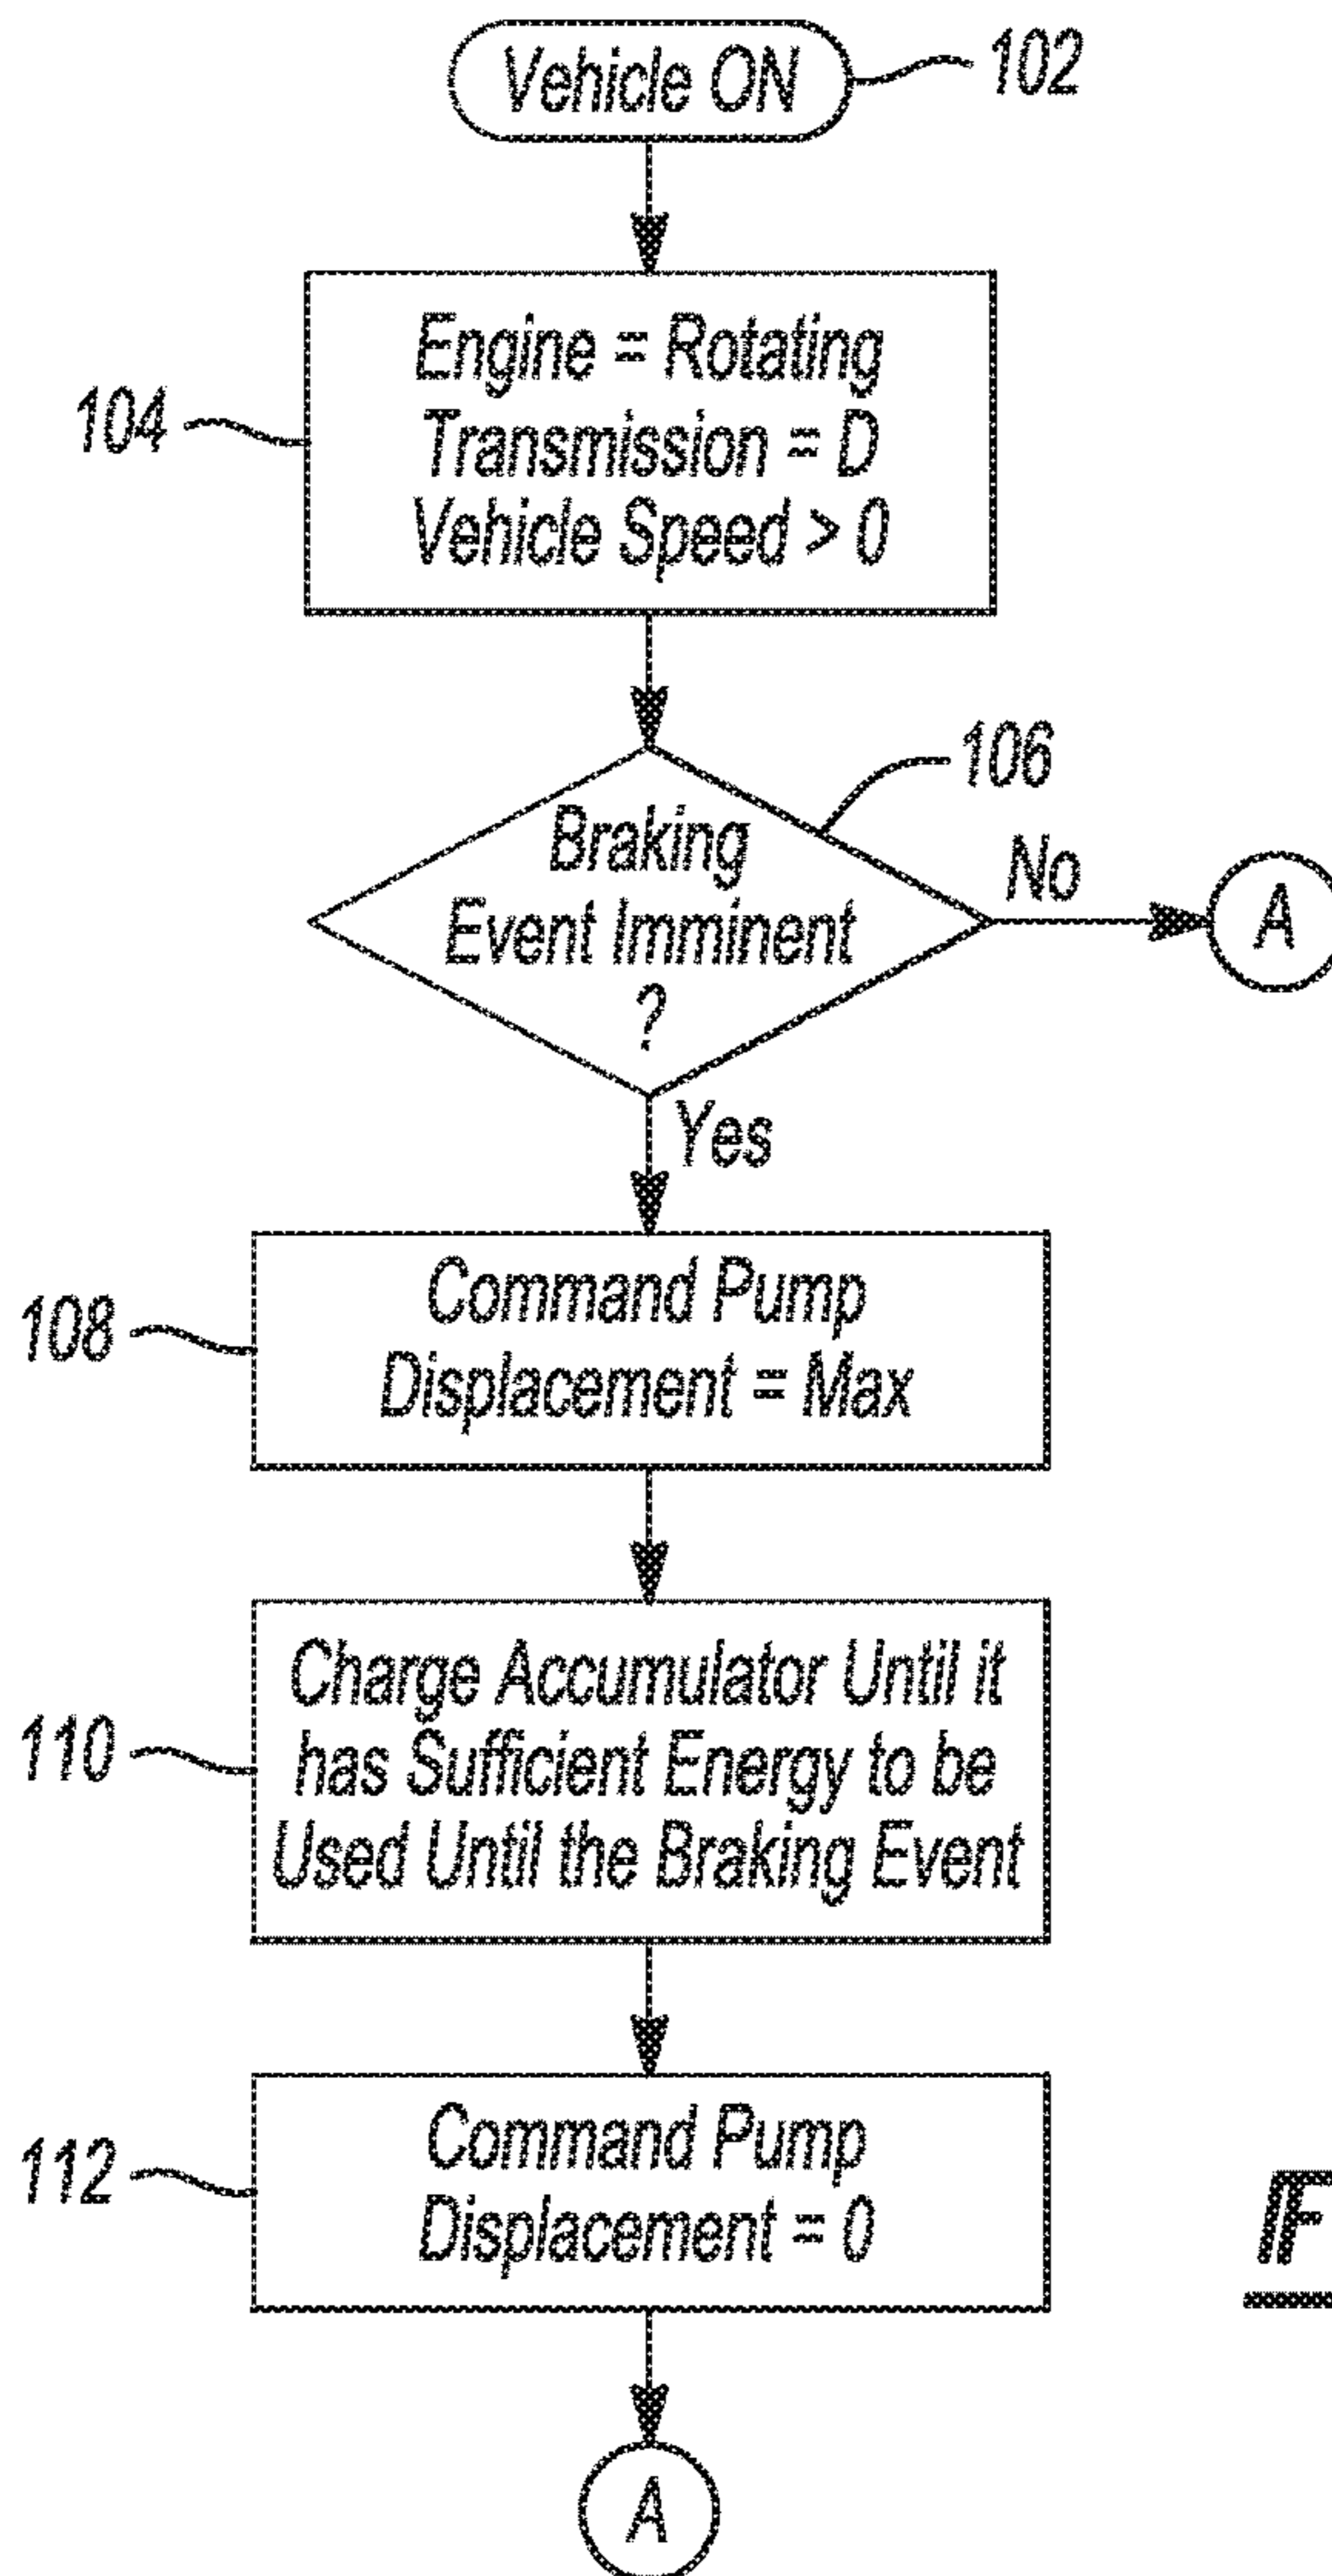 Vehicle ON
102
104
Engine = Rotating
Transmission = D
Vehicle Speed > 0
106
Braking
Event Imminent
?
No
A
Yes
108
Command Pump
Displacement = Max
110
Charge Accumulator Until it
has Sufficient Energy to be
Used Until the Braking Event
112
Command Pump
Displacement = 0
A